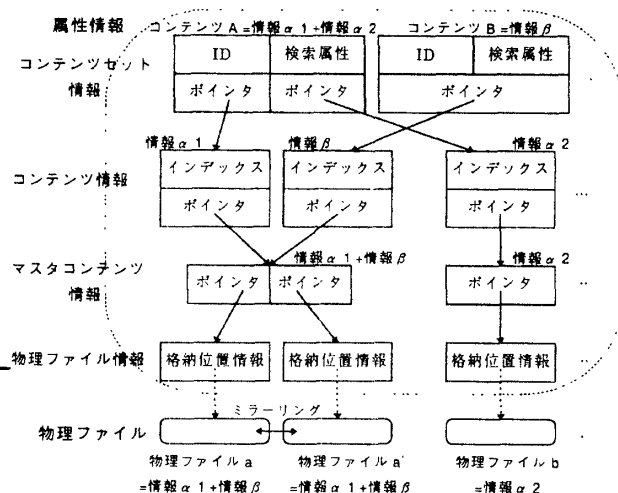 属性情報
コンテンツA=情報α1+情報α2
コンテンツB=情報β
コンテンツセット
情報
ID
検索属性
ID
検索属性
ポインタ
ポインタ
ポインタ
情報α1
情報β
情報α2
コンテンツ情報
インデックス
インデックス
インデックス
ポインタ
ポインタ
ポインタ
マスタコンテンツ
情報
情報α1+情報β
情報α2
ポインタ
ポインタ
ポインタ
物理ファイル情報
格納位置情報
格納位置情報
格納位置情報
ミラーリング
物理ファイル
物理ファイルa
物理ファイルa'
物理ファイルb
=情報α1+情報β
=情報α1+情報β
=情報α2